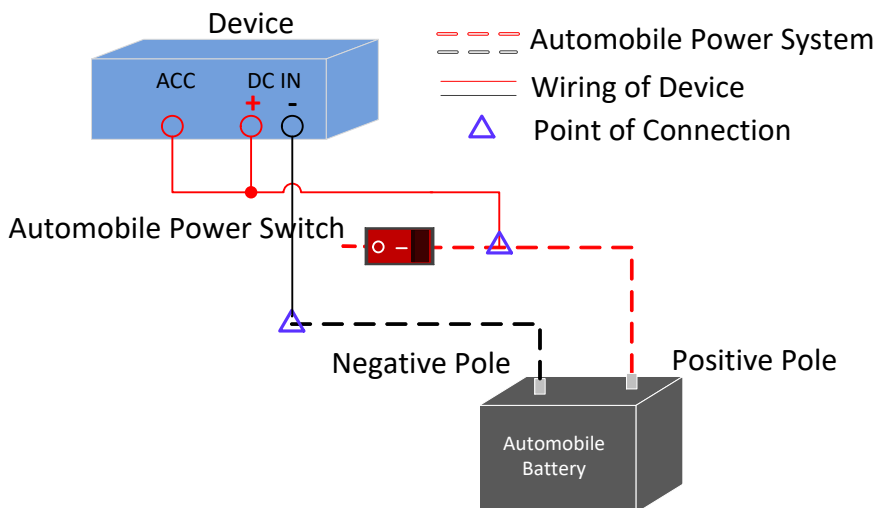 Device
Automobile Power System
ACC
DC IN
+
-
Wiring of Device
Point of Connection
Automobile Power Switch
Negative Pole
Positive Pole
Automobile
Battery